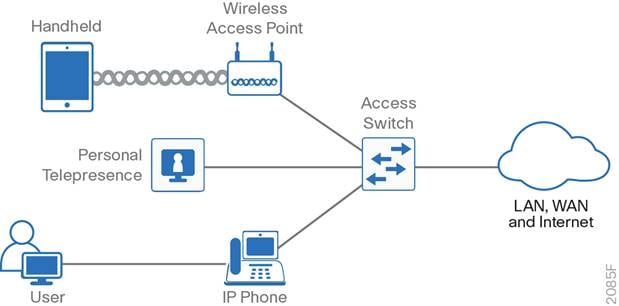 Handheld
Wireless
Access Point
Access
Switch
Personal
Telepresence
LAN, WAN
and Internet
User
IP Phone
2085F